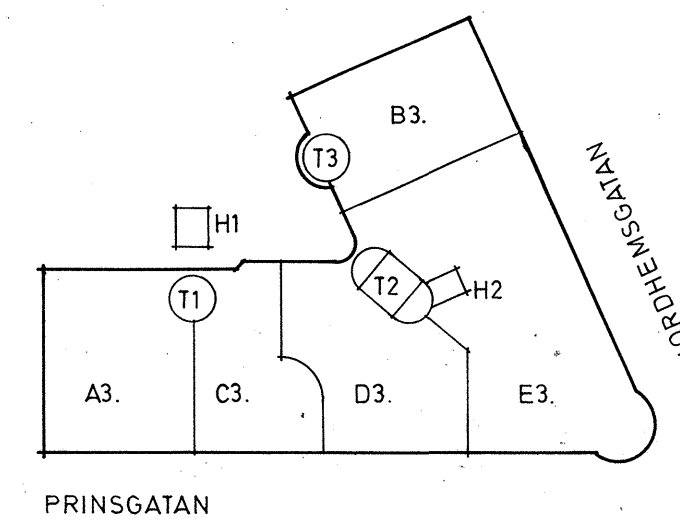 B3.
T3
H1
T1
T2
H2
A3.
C3.
D3.
E3.
PRINSGATAN